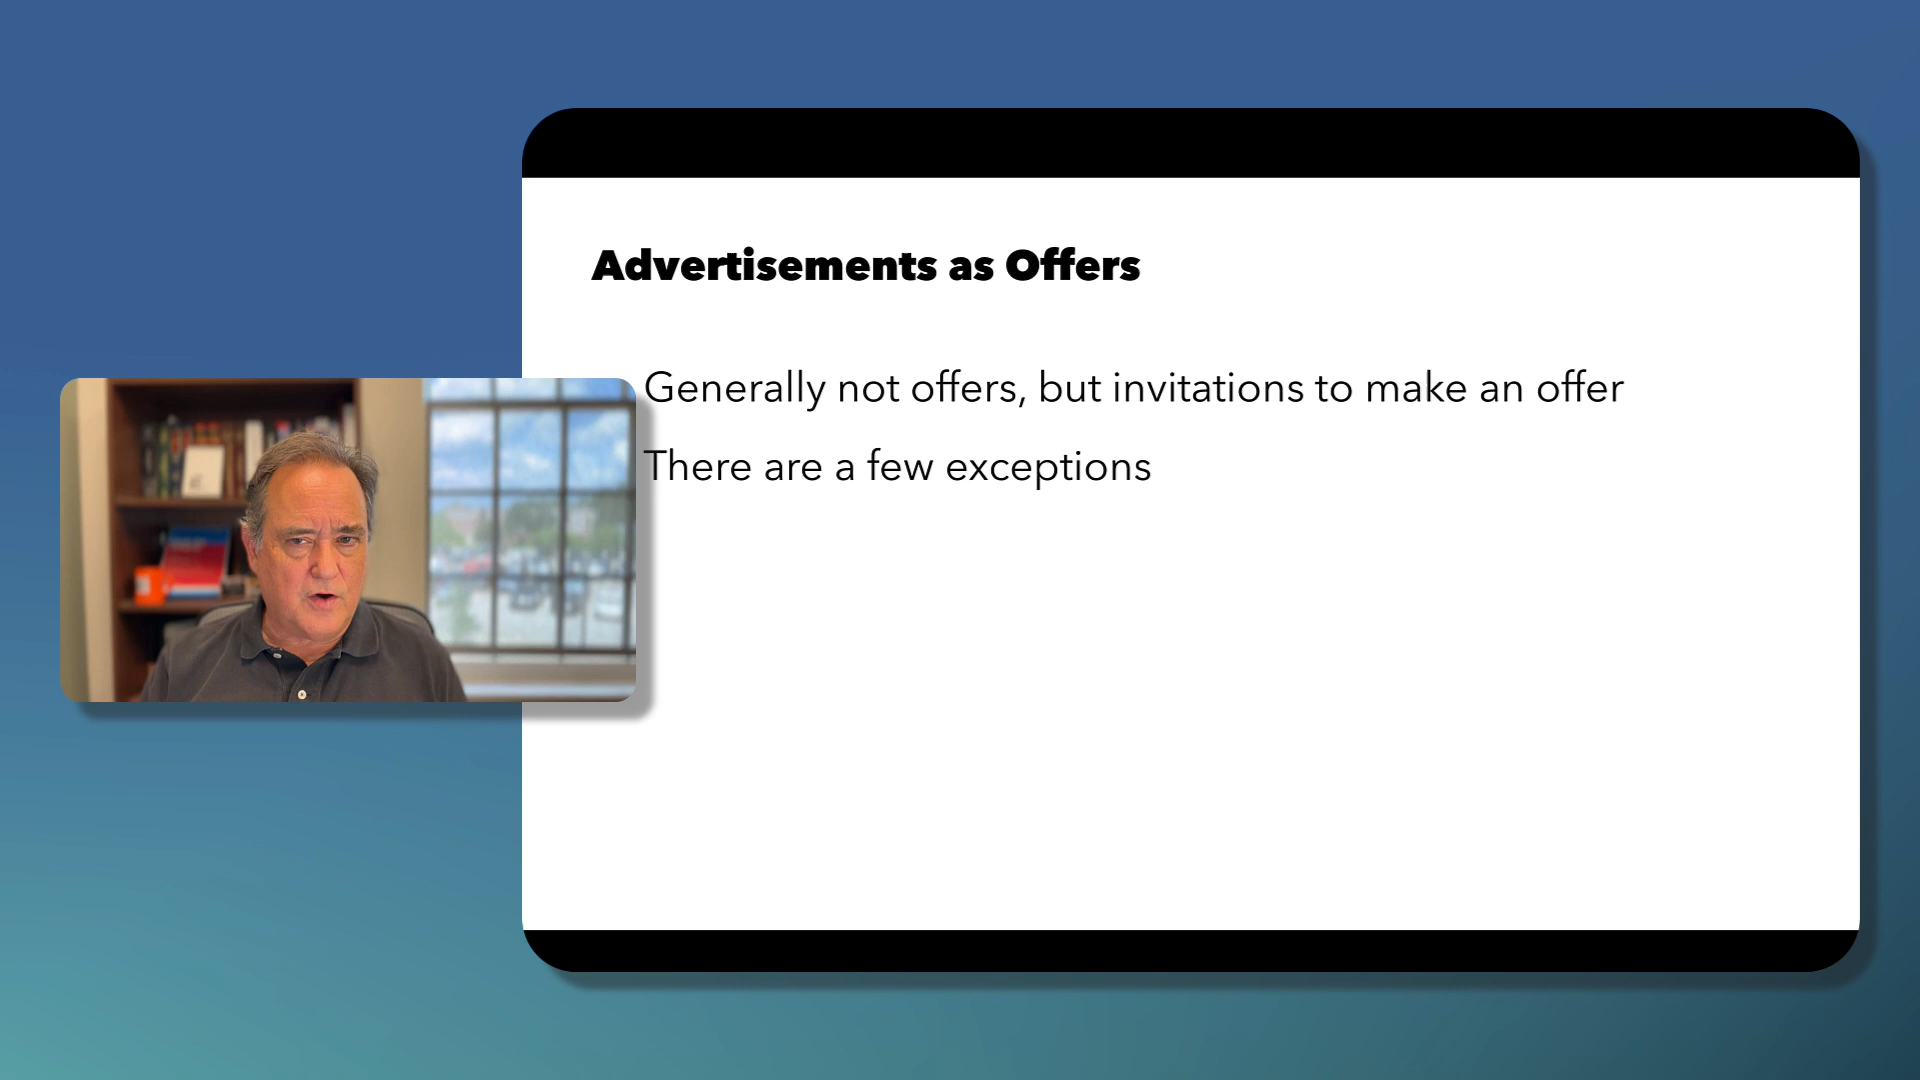 Advertisements as Offers
Generally not offers, but invitations to make an offer
There are a few exceptions